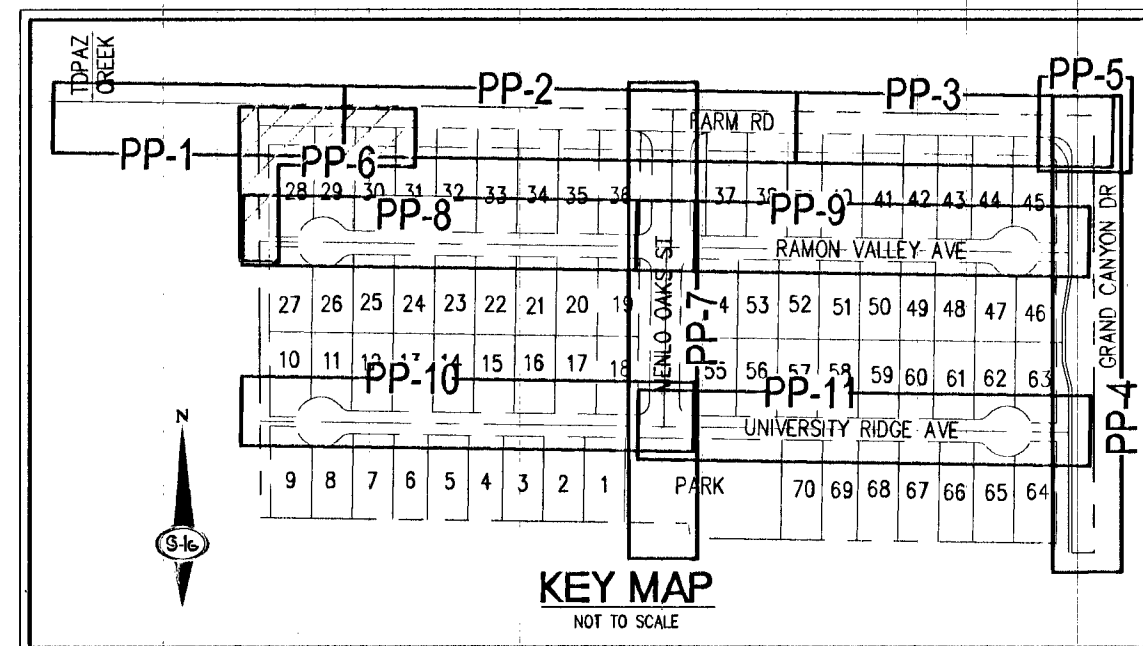 TOPAZ
CREEK
PP-2
PP-5
PP-3
FARM RD
PP-1
PP-6
28 29 30 31 32 33 34 35 36 37 38 41 42 43 44 45
PP-8
PP-9
RAMON VALLEY AVE
MENLO OAKS ST
PP-7
GRAND CANYON DR
PP-4
27 26 25 24 23 22 21 20 19 53 52 51 50 49 48 47 46
10 11 12 13 14 15 16 17 18 55 56 57 58 59 60 61 62 63
PP-10
PP-11
UNIVERSITY RIDGE AVE
9 8 7 6 5 4 3 2 1 PARK 70 69 68 67 66 65 64
N
S-16
KEY MAP
NOT TO SCALE